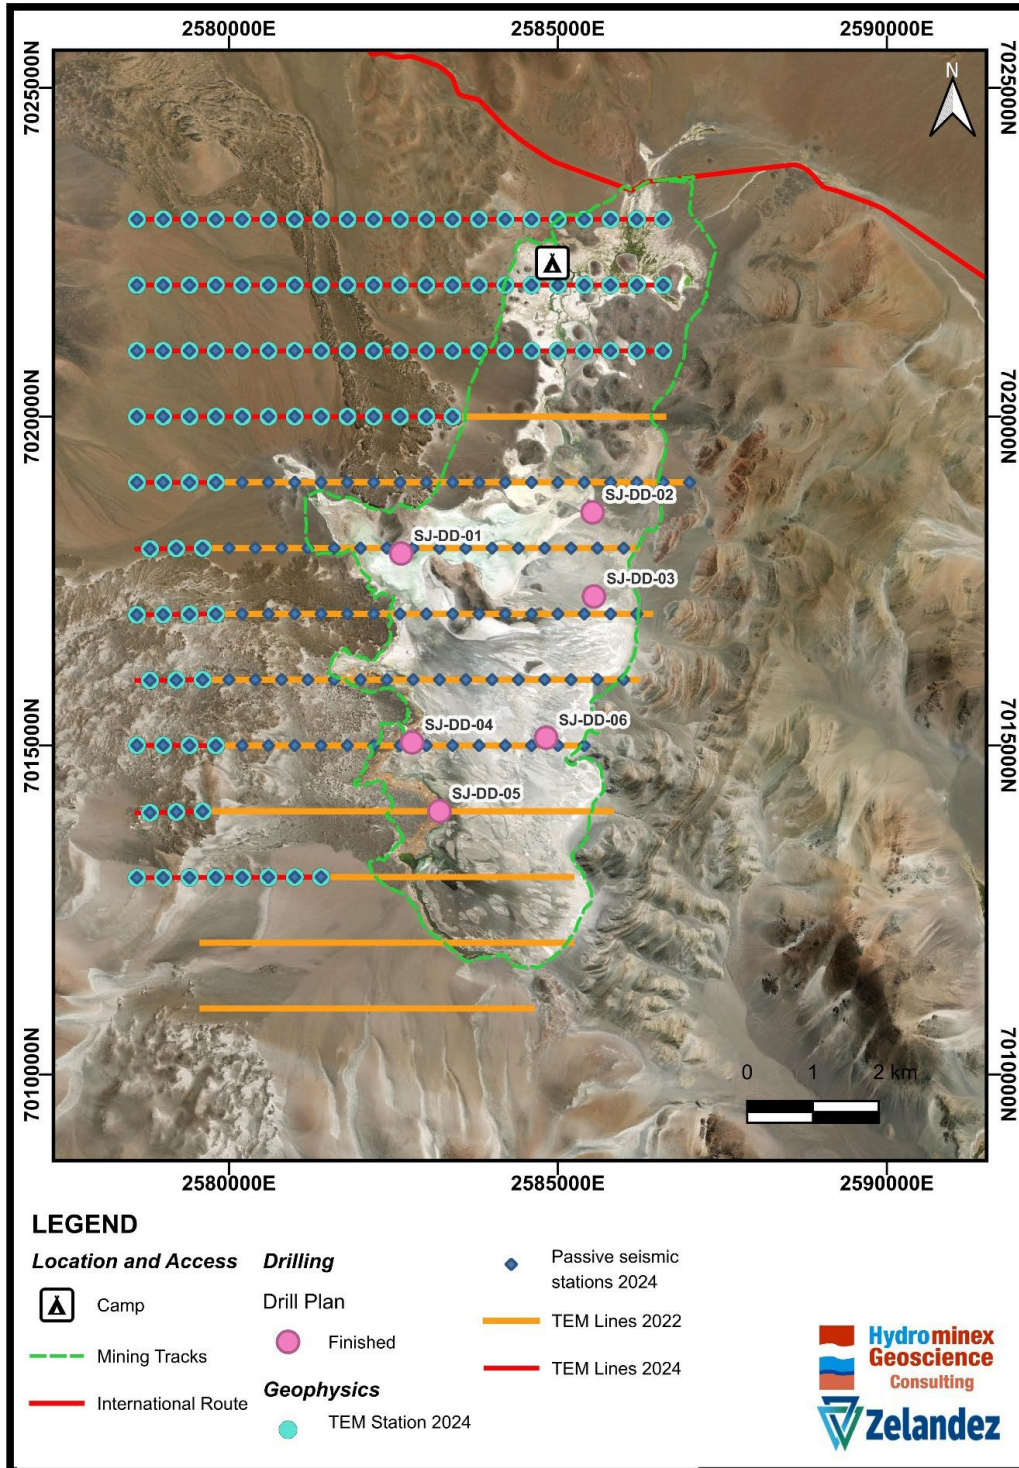 2580000E 2585000E 2590000E
7025000N 7025000N
N
7020000N 7020000N
SJ-DD-02
SJ-DD-01
SJ-DD-03
SJ-DD-04 SJ-DD-06
7015000N 7015000N
SJ-DD-05
7010000N 7010000N
0 1 2 km
2580000E 2585000E 2590000E
LEGEND
Location and Access
Camp
Mining Tracks
International Route
Drilling
Drill Plan
Finished
Geophysics
TEM Station 2024
Passive seismic
stations 2024
TEM Lines 2022
TEM Lines 2024
Hydrominex
Geoscience
Consulting
Zelandez